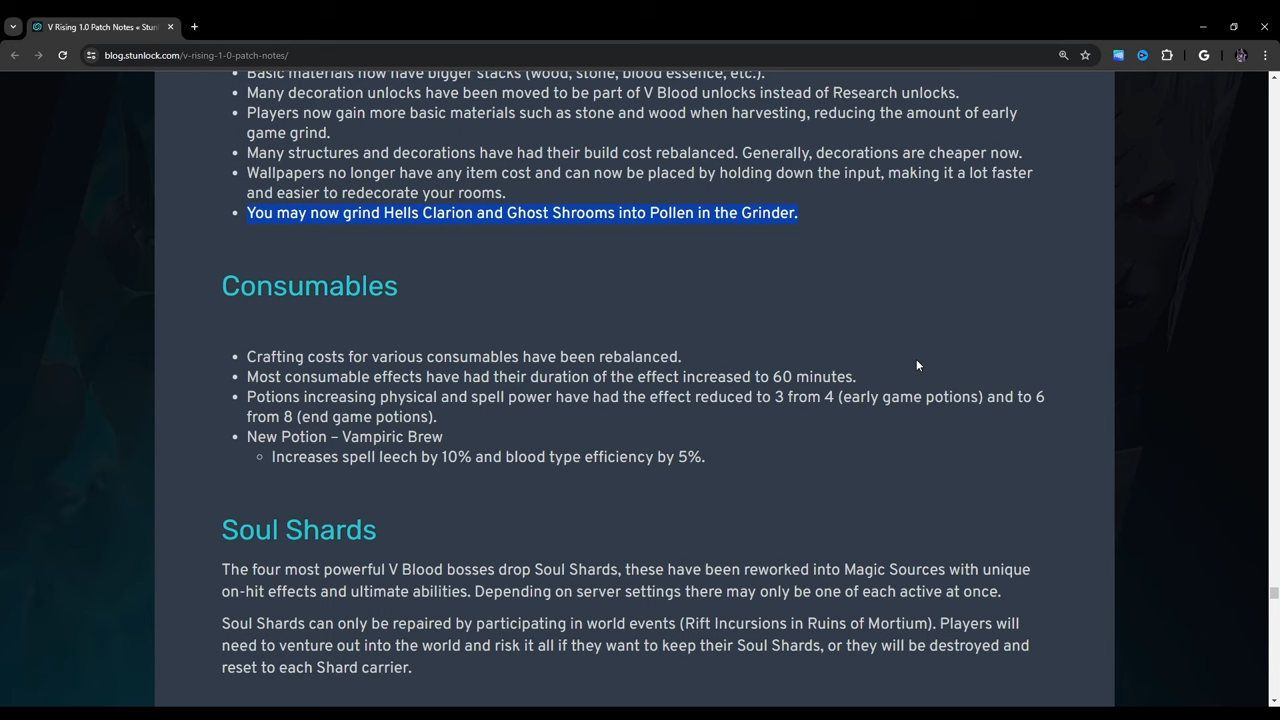 V Rising 1.0 Patch Notes « Stun
blog.stunlock.com/v-rising-1-0-patch-notes/
Basic materials now have bigger stacks (wood, stone, blood essence, etc.).
Many decoration unlocks have been moved to be part of V Blood unlocks instead of Research unlocks.
Players now gain more basic materials such as stone and wood when harvesting, reducing the amount of early
game grind.
Many structures and decorations have had their build cost rebalanced. Generally, decorations are cheaper now.
Wallpapers no longer have any item cost and can now be placed by holding down the input, making it a lot faster
and easier to redecorate your rooms.
You may now grind Hells Clarion and Ghost Shrooms into Pollen in the Grinder.
Consumables
Crafting costs for various consumables have been rebalanced.
Most consumable effects have had their duration of the effect increased to 60 minutes.
Potions increasing physical and spell power have had the effect reduced to 3 from 4 (early game potions) and to 6
from 8 (end game potions).
New Potion – Vampiric Brew
Increases spell leech by 10% and blood type efficiency by 5%.
Soul Shards
The four most powerful V Blood bosses drop Soul Shards, these have been reworked into Magic Sources with unique
on-hit effects and ultimate abilities. Depending on server settings there may only be one of each active at once.
Soul Shards can only be repaired by participating in world events (Rift Incursions in Ruins of Mortium). Players will
need to venture out into the world and risk it all if they want to keep their Soul Shards, or they will be destroyed and
reset to each Shard carrier.